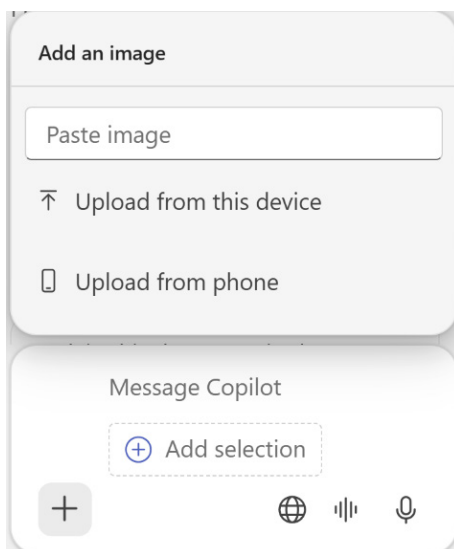 Add an image
Paste image
Upload from this device
Upload from phone
Message Copilot
Add selection